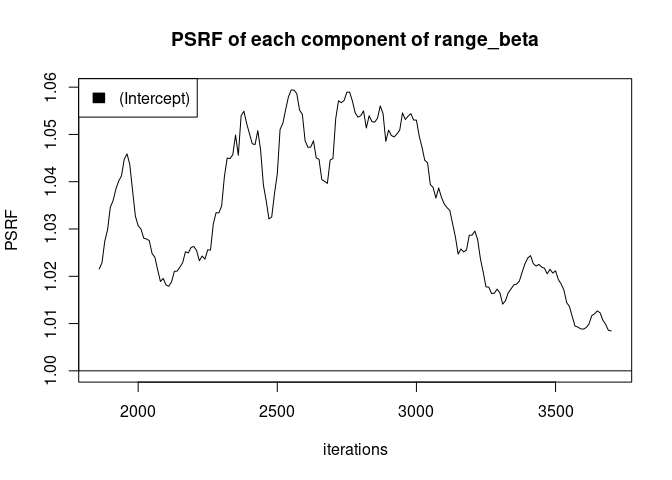 PSRF of each component of range_beta
(Intercept)
PSRF
1.06
1.05
1.04
1.03
1.02
1.01
1.00
2000 2500 3000 3500
iterations